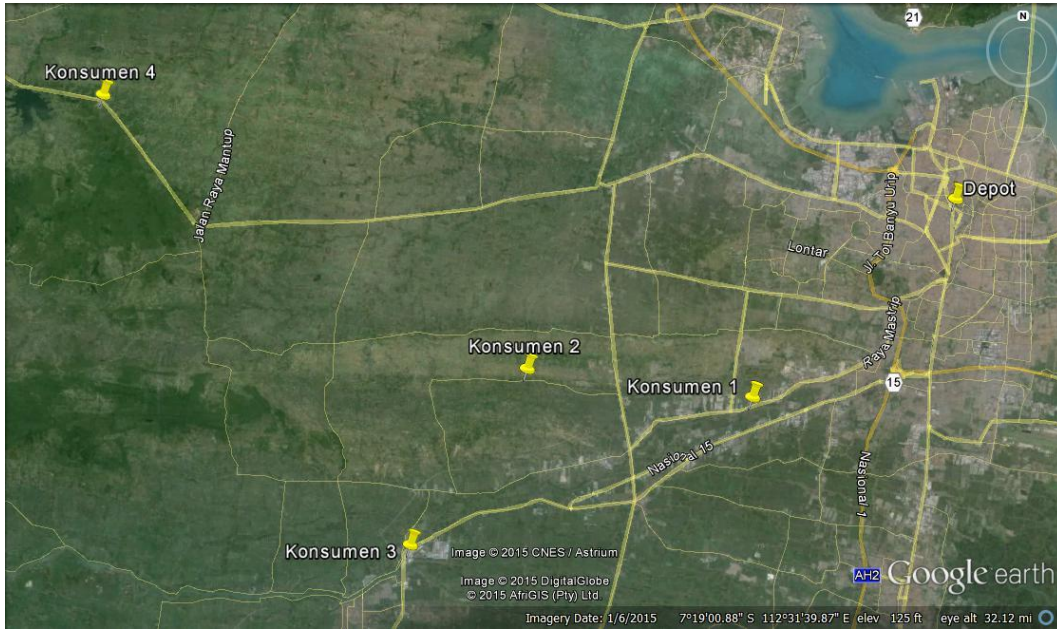 21
N
Konsumen 4
Jalan Raya Mantup
Jl. Tol Banyu Urip
Depot
Lontar
Raya Mastrip
Konsumen 2
Konsumen 1
15
Nasional 15
Nasional 1
Konsumen 3
Image © 2015 CNES / Astrium
Image © 2015 DigitalGlobe
© 2015 AfriGIS (Pty) Ltd
AH2
Google earth
Imagery Date: 1/6/2015 7°19'00.88" S 112°31'39.87" E elev 125 ft eye alt 32.12 mi